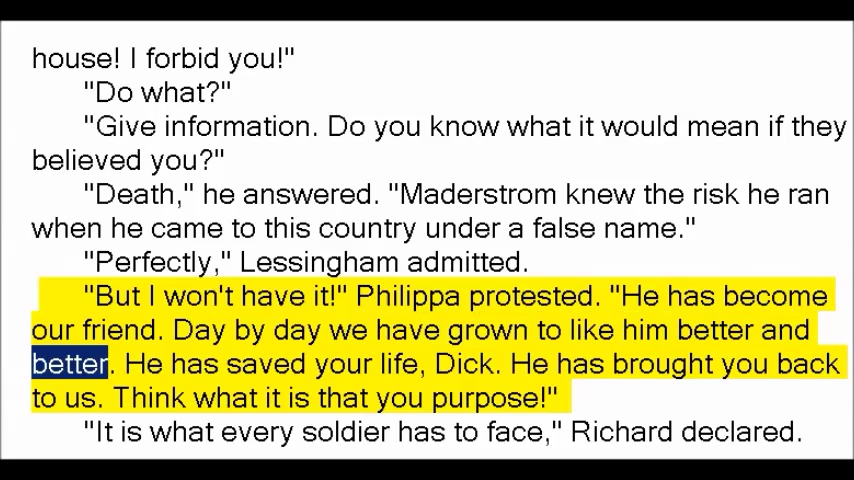 house! I forbid you!"
"Do what?"
"Give information. Do you know what it would mean if they
believed you?"
"Death," he answered. "Maderstrom knew the risk he ran
when he came to this country under a false name."
"Perfectly," Lessingham admitted.
"But I won't have it!" Philippa protested. "He has become
our friend. Day by day we have grown to like him better and
better. He has saved your life, Dick. He has brought you back
to us. Think what it is that you purpose!"
"It is what every soldier has to face," Richard declared.